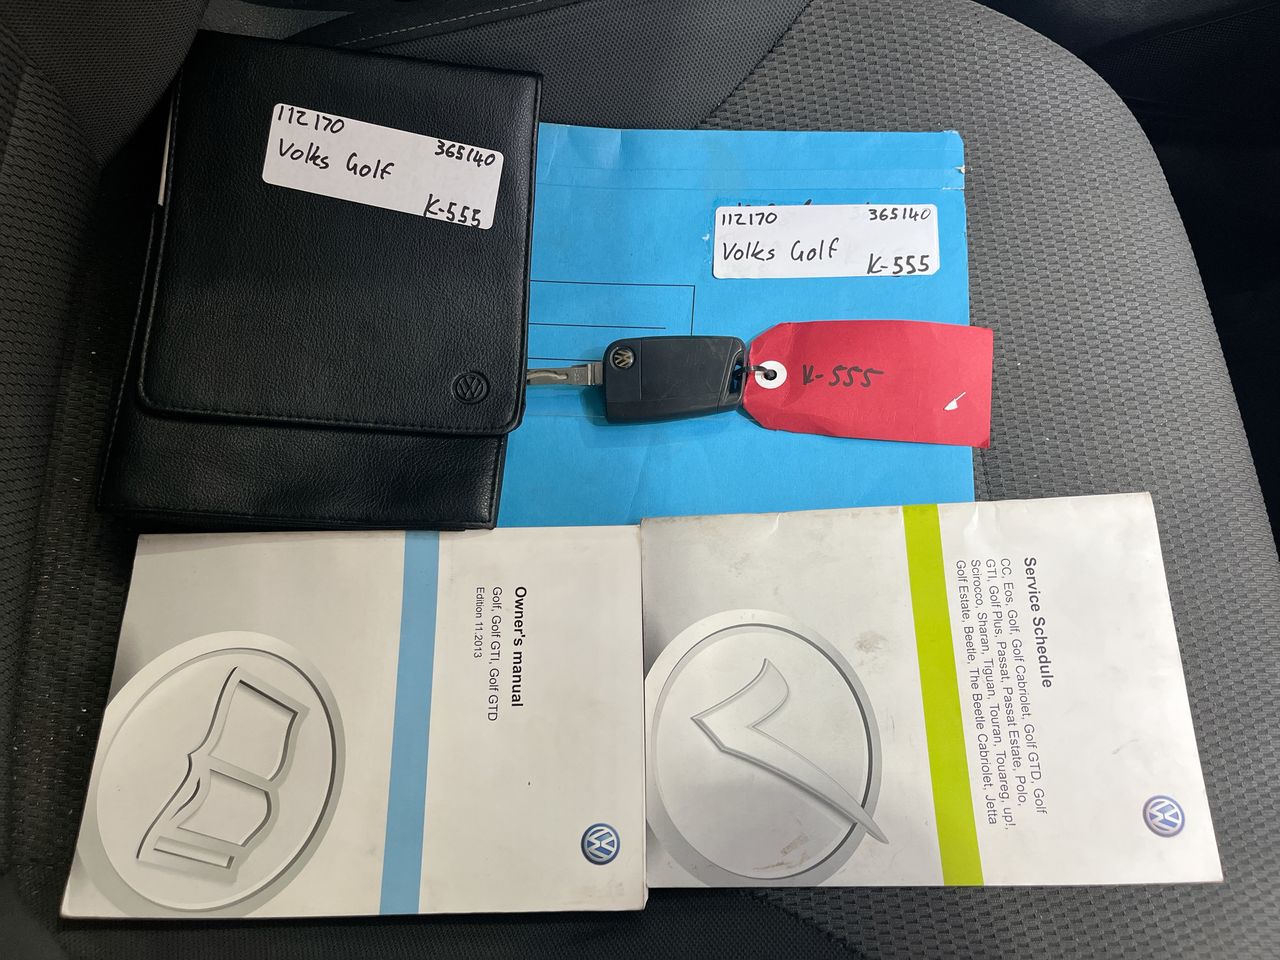 112170
365140
Volks Golf
K-555
112170
365140
Volks Golf
K-555
K-555
Owner's manual
Golf, Golf GTI, Golf GTD
Edition 11.2013
Service Schedule
CC, Eos, Golf, Golf Cabriolet, Golf GTD, Golf
GTI, Golf Plus, Passat, Passat Estate, Polo,
Scirocco, Sharan, Tiguan, Touran, Touareg, up!,
Golf Estate, Beetle, The Beetle Cabriolet, Jetta